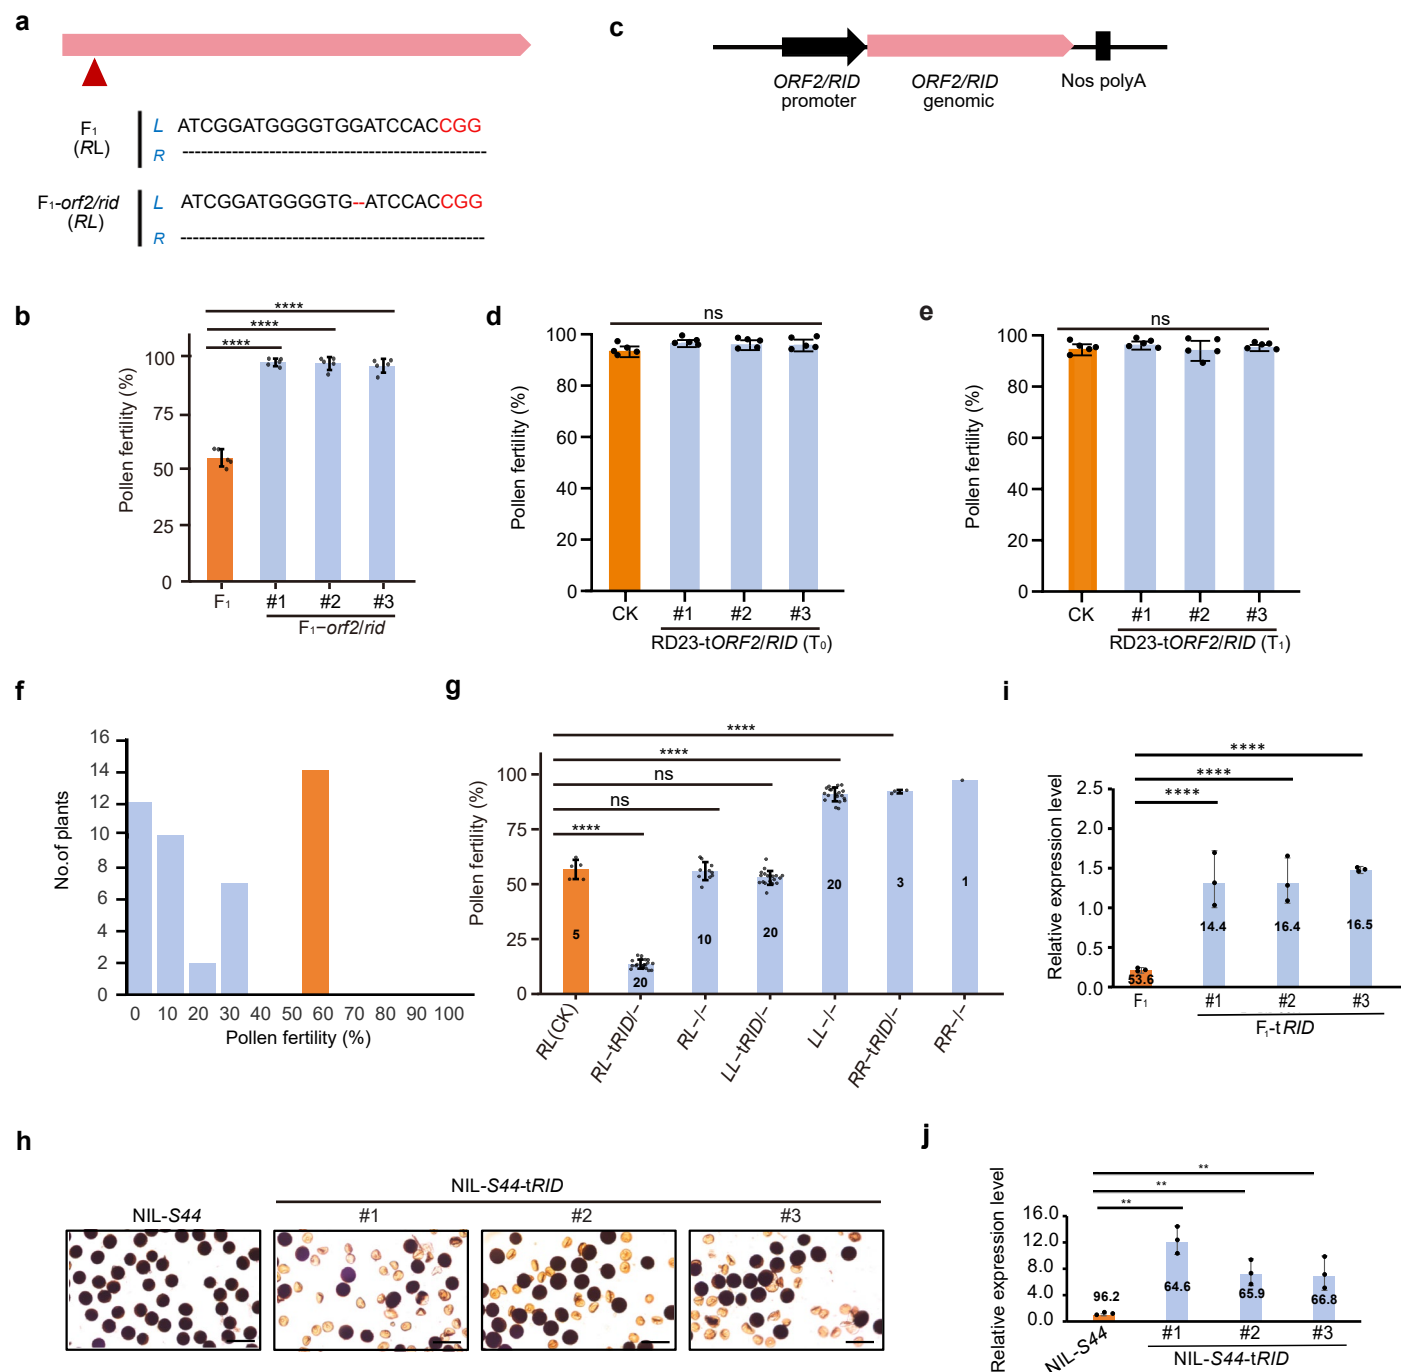 a
F₁
(RL)
L ATCGGATGGGGTGGATCCACCGG
R ------------------------------------------------
F₁-orf2/rid
(RL)
L ATCGGATGGGGTG--ATCCACCGG
R ------------------------------------------------
c
ORF2/RID
promoter
ORF2/RID
genomic
Nos polyA
b
Pollen fertility (%)
100
75
50
25
0
****
****
****
F₁
#1
#2
#3
F₁−orf2/rid
d
Pollen fertility (%)
100
80
60
40
20
0
ns
CK
#1
#2
#3
RD23-tORF2/RID (T₀)
e
Pollen fertility (%)
100
80
60
40
20
0
ns
CK
#1
#2
#3
RD23-tORF2/RID (T₁)
f
No.of plants
16
14
12
10
8
6
4
2
0
0 10 20 30 40 50 60 70 80 90 100
Pollen fertility (%)
g
Pollen fertility (%)
100
75
50
25
0
****
****
ns
ns
****
5
20
10
20
20
3
1
RL(CK)
RL−tRID/−
RL−/−
LL−tRID/−
LL−/−
RR−tRID/−
RR−/−
i
Relative expression level
2.5
2.0
1.5
1.0
0.5
0.0
****
****
****
53.6
14.4
16.4
16.5
F₁
#1
#2
#3
F₁-tRID
h
NIL-S44-tRID
NIL-S44
#1
#2
#3
j
Relative expression level
16.0
12.0
8.0
4.0
0.0
**
**
**
96.2
64.6
65.9
66.8
NIL-S44
#1
#2
#3
NIL-S44-tRID